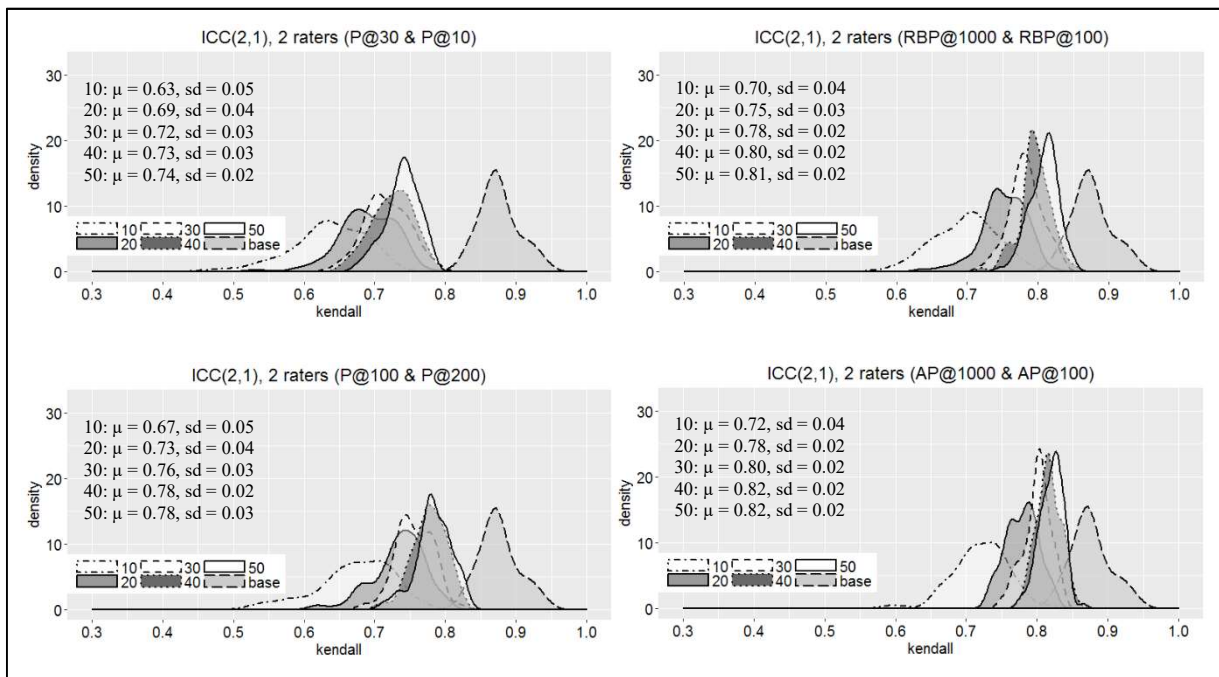 ICC(2,1), 2 raters (P@30 & P@10)
30
20
10
0
density
10: µ = 0.63, sd = 0.05
20: µ = 0.69, sd = 0.04
30: µ = 0.72, sd = 0.03
40: µ = 0.73, sd = 0.03
50: µ = 0.74, sd = 0.02
10 30 50
20 40 base
0.3 0.4 0.5 0.6 0.7 0.8 0.9 1.0
kendall
ICC(2,1), 2 raters (RBP@1000 & RBP@100)
30
20
10
0
density
10: µ = 0.70, sd = 0.04
20: µ = 0.75, sd = 0.03
30: µ = 0.78, sd = 0.02
40: µ = 0.80, sd = 0.02
50: µ = 0.81, sd = 0.02
10 30 50
20 40 base
0.3 0.4 0.5 0.6 0.7 0.8 0.9 1.0
kendall
ICC(2,1), 2 raters (P@100 & P@200)
30
20
10
0
density
10: µ = 0.67, sd = 0.05
20: µ = 0.73, sd = 0.04
30: µ = 0.76, sd = 0.03
40: µ = 0.78, sd = 0.02
50: µ = 0.78, sd = 0.03
10 30 50
20 40 base
0.3 0.4 0.5 0.6 0.7 0.8 0.9 1.0
kendall
ICC(2,1), 2 raters (AP@1000 & AP@100)
30
20
10
0
density
10: µ = 0.72, sd = 0.04
20: µ = 0.78, sd = 0.02
30: µ = 0.80, sd = 0.02
40: µ = 0.82, sd = 0.02
50: µ = 0.82, sd = 0.02
10 30 50
20 40 base
0.3 0.4 0.5 0.6 0.7 0.8 0.9 1.0
kendall